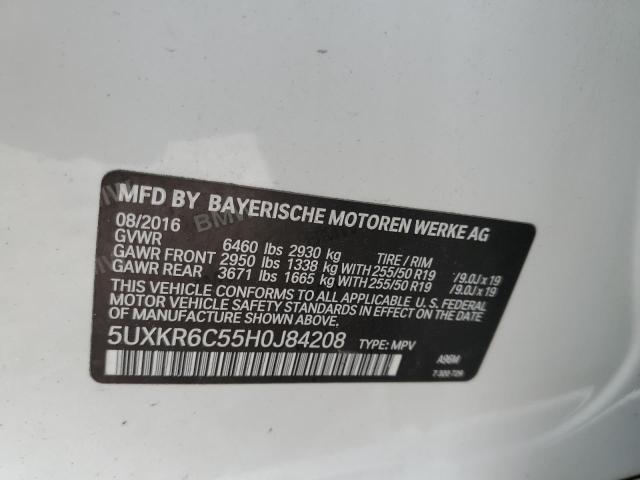 MFD BY BAYERISCHE MOTOREN WERKE AG
08/2016
GVWR 6460 lbs 2930 kg TIRE / RIM
GAWR FRONT 2950 lbs 1338 kg WITH 255/50 R19 /9.0J x 19
GAWR REAR 3671 lbs 1665 kg WITH 255/50 R19 /9.0J x 19
THIS VEHICLE CONFORMS TO ALL APPLICABLE U. S. FEDERAL
MOTOR VEHICLE SAFETY STANDARDS IN EFFECT ON THE DATE
OF MANUFACTURE SHOWN ABOVE.
5UXKR6C55H0J84208 TYPE: MPV A96M